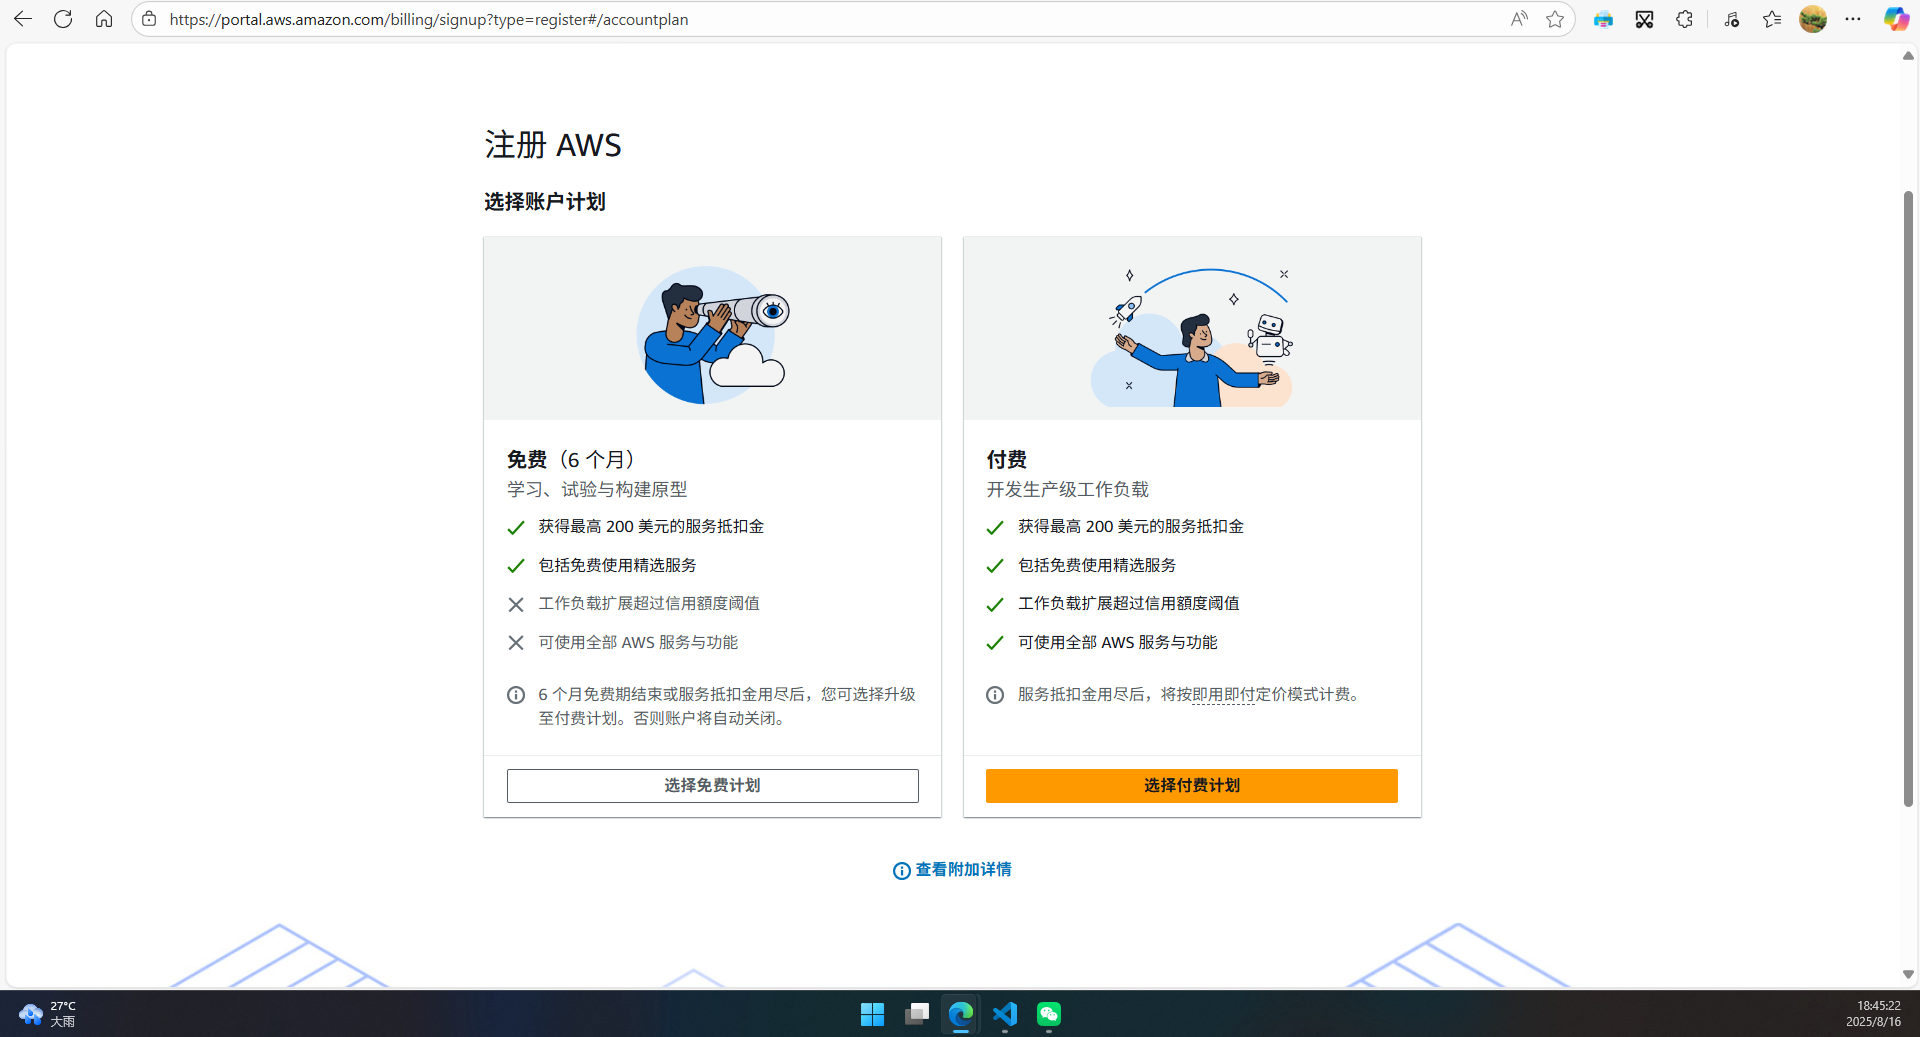 https://portal.aws.amazon.com/billing/signup?type=register#/accountplan
注册 AWS
选择账户计划
免费（6 个月）
学习、试验与构建原型
获得最高 200 美元的服务抵扣金
包括免费使用精选服务
工作负载扩展超过信用額度阈值
可使用全部 AWS 服务与功能
6 个月免费期结束或服务抵扣金用尽后，您可选择升级
至付费计划。否则账户将自动关闭。
选择免费计划
付费
开发生产级工作负载
获得最高 200 美元的服务抵扣金
包括免费使用精选服务
工作负载扩展超过信用額度阈值
可使用全部 AWS 服务与功能
服务抵扣金用尽后，将按即用即付定价模式计费。
选择付费计划
查看附加详情
27°C
大雨
18:45:22
2025/8/16